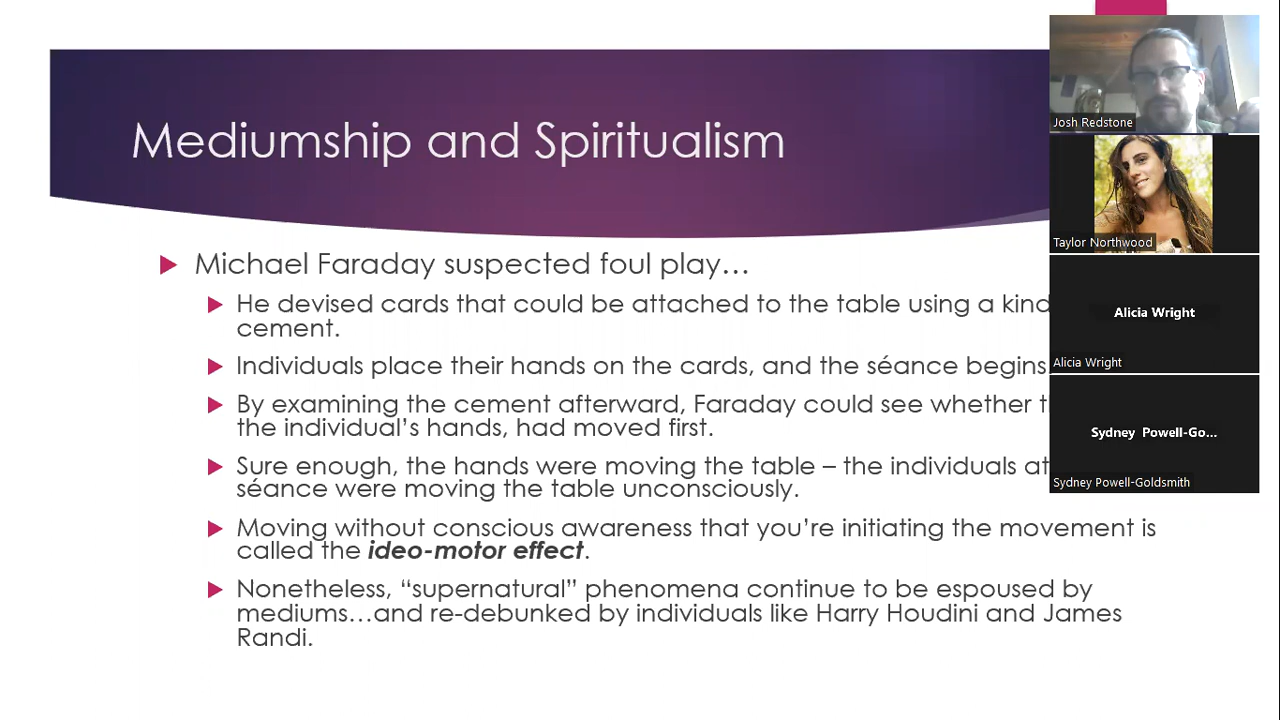 Mediumship and Spiritualism
Michael Faraday suspected foul play…
He devised cards that could be attached to the table using a kind
cement.
Individuals place their hands on the cards, and the séance begins
By examining the cement afterward, Faraday could see whether
the individual’s hands, had moved first.
Sure enough, the hands were moving the table – the individuals at
séance were moving the table unconsciously.
Moving without conscious awareness that you’re initiating the movement is
called the ideo-motor effect.
Nonetheless, “supernatural” phenomena continue to be espoused by
mediums…and re-debunked by individuals like Harry Houdini and James
Randi.
Josh Redstone
Taylor Northwood
Alicia Wright
Alicia Wright
Sydney Powell-Go...
Sydney Powell-Goldsmith